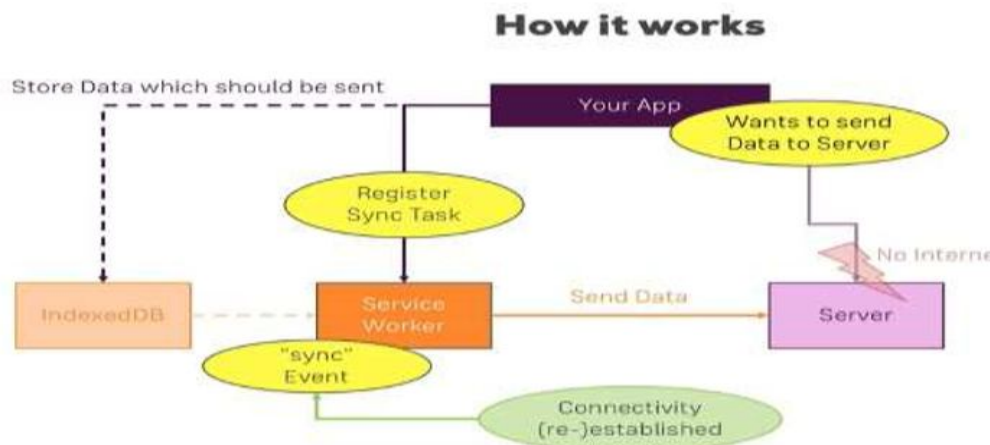 How it works
Store Data which should be sent
Your App
Wants to send
Data to Server
Register
Sync Task
No Interne
IndexedDB
Service
Worker
Send Data
Server
"sync"
Event
Connectivity
(re-)established